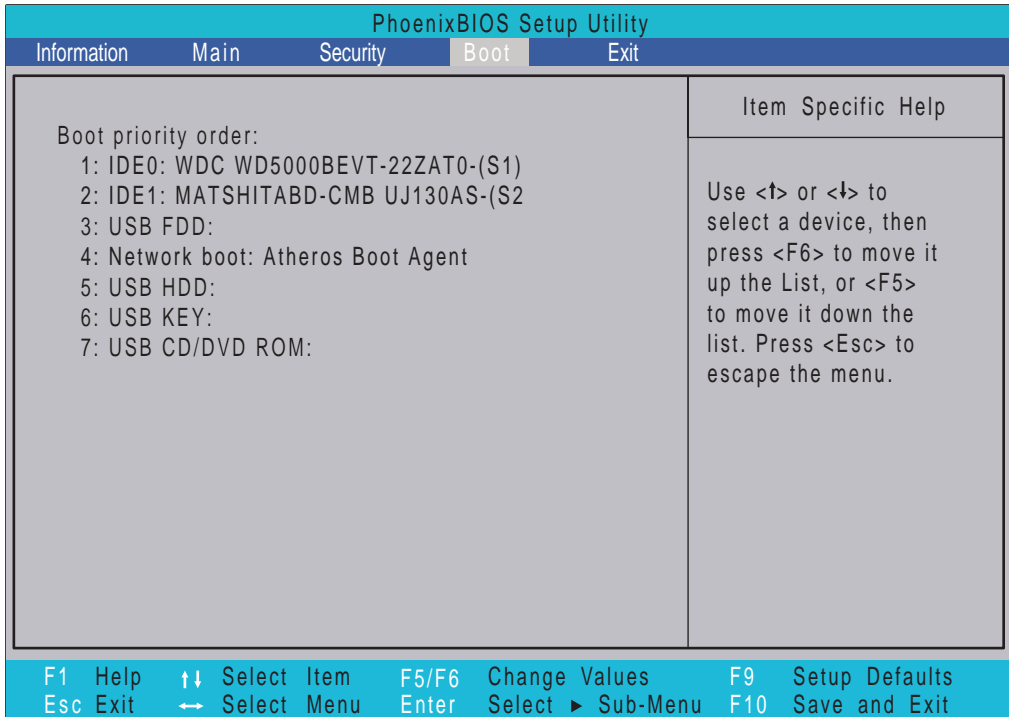 PhoenixBIOS Setup Utility
Information Main Security Boot Exit
Boot priority order:
1: IDE0: WDC WD5000BEVT-22ZAT0-(S1)
2: IDE1: MATSHITABD-CMB UJ130AS-(S2
3: USB FDD:
4: Network boot: Atheros Boot Agent
5: USB HDD:
6: USB KEY:
7: USB CD/DVD ROM:
Item Specific Help
Use <↑> or <↓> to
select a device, then
press <F6> to move it
up the List, or <F5>
to move it down the
list. Press <Esc> to
escape the menu.
F1 Help ↑↓ Select Item F5/F6 Change Values F9 Setup Defaults
Esc Exit ↔ Select Menu Enter Select ► Sub-Menu F10 Save and Exit